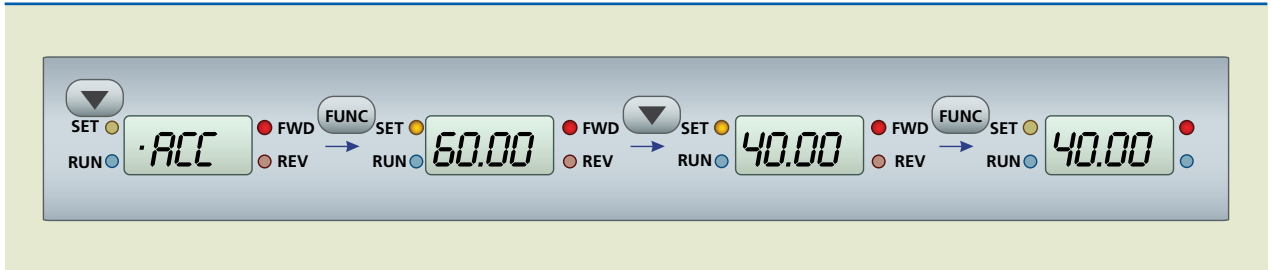 SET ·ACC FWD FUNC SET 60.00 FWD SET 40.00 FWD FUNC SET 40.00
RUN REV RUN REV RUN REV RUN